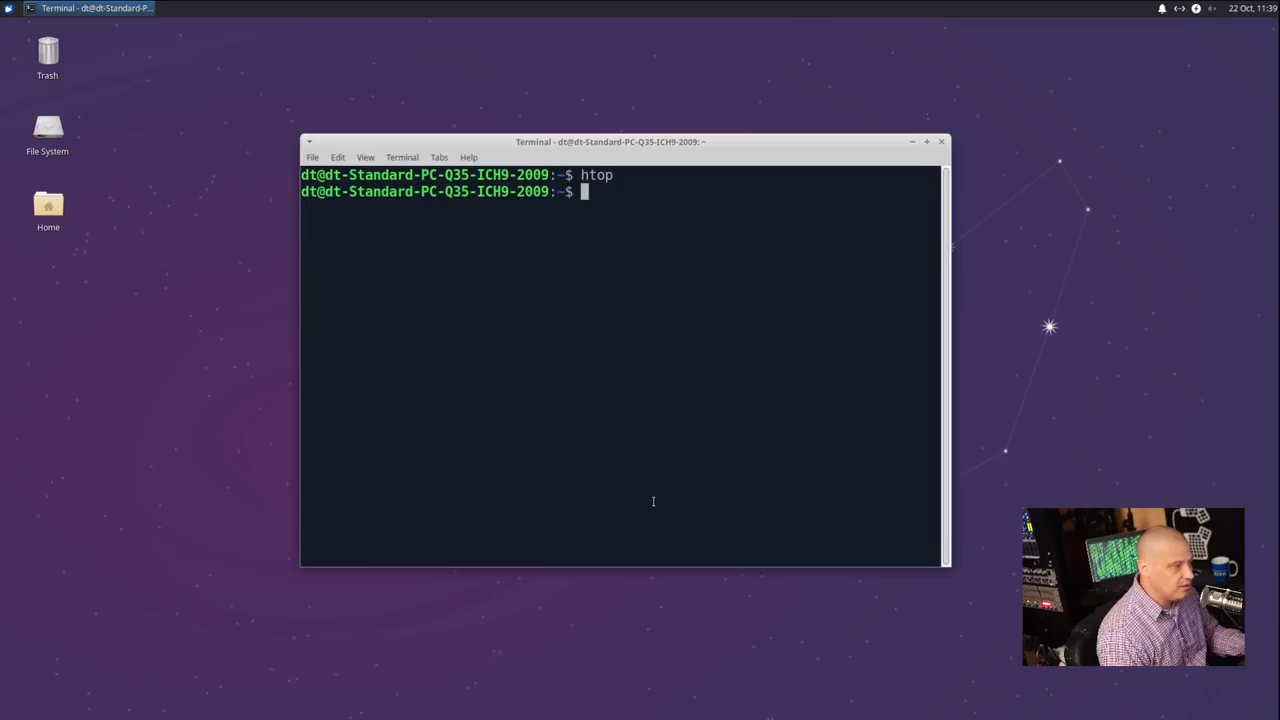 Terminal - dt@dt-Standard-P...
22 Oct, 11:39
Trash
File System
Home
Terminal - dt@dt-Standard-PC-Q35-ICH9-2009: ~
File Edit View Terminal Tabs Help
dt@dt-Standard-PC-Q35-ICH9-2009:~$ htop
dt@dt-Standard-PC-Q35-ICH9-2009:~$